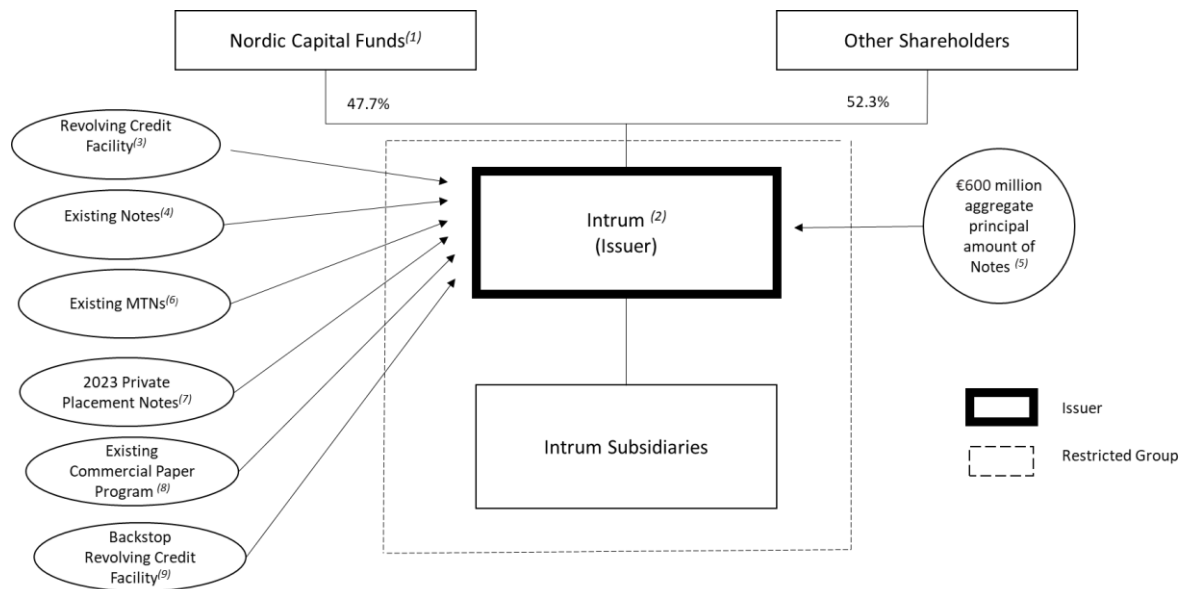 Nordic Capital Funds(1)
Other Shareholders
47.7%
52.3%
Revolving Credit
Facility(3)
Existing Notes(4)
Existing MTNs(6)
2023 Private
Placement Notes(7)
Existing
Commercial Paper
Program (8)
Backstop
Revolving Credit
Facility(9)
Intrum (2)
(Issuer)
Intrum Subsidiaries
€600 million
aggregate
principal
amount of
Notes (5)
Issuer
Restricted Group